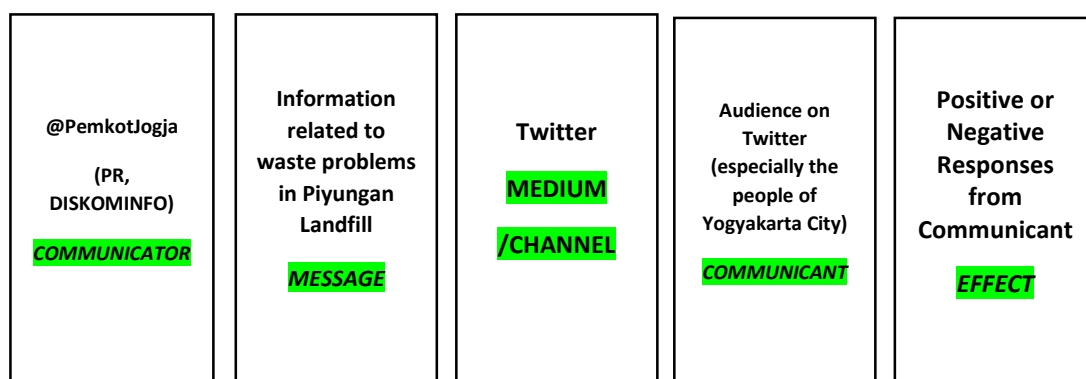 @PemkotJogja
(PR,
DISKOMINFO)
COMMUNICATOR
Information
related to
waste problems
in Piyungan
Landfill
MESSAGE
Twitter
MEDIUM
/CHANNEL
Audience on
Twitter
(especially the
people of
Yogyakarta City)
COMMUNICANT
Positive or
Negative
Responses
from
Communicant
EFFECT